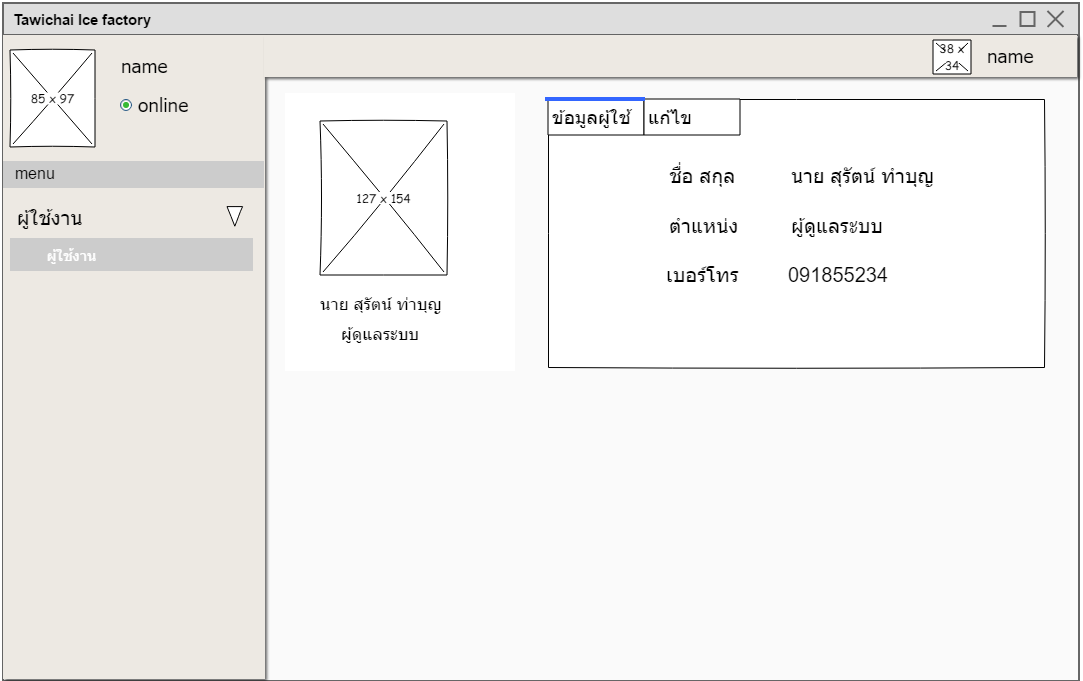 Tawichai Ice factory
name
85 x 97
online
38 x 34
name
menu
ผู้ใช้งาน
ผู้ใช้งาน
127 x 154
นาย สุรัตน์ ทำบุญ
ผู้ดูแลระบบ
ข้อมูลผู้ใช้ แก้ไข
ชื่อ สกุล นาย สุรัตน์ ทำบุญ
ตำแหน่ง ผู้ดูแลระบบ
เบอร์โทร 091855234